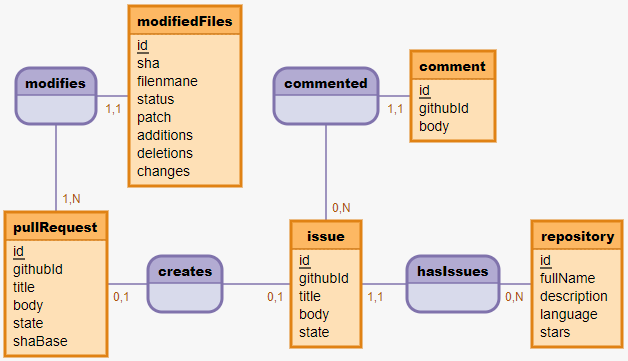 modifiedFiles
id
sha
filenmane
status
patch
additions
deletions
changes
modifies
1,1
1,N
commented
1,1
0,N
comment
id
githubId
body
pullRequest
id
githubId
title
body
state
shaBase
0,1
creates
0,1
issue
id
githubId
title
body
state
1,1
hasIssues
0,N
repository
id
fullName
description
language
stars